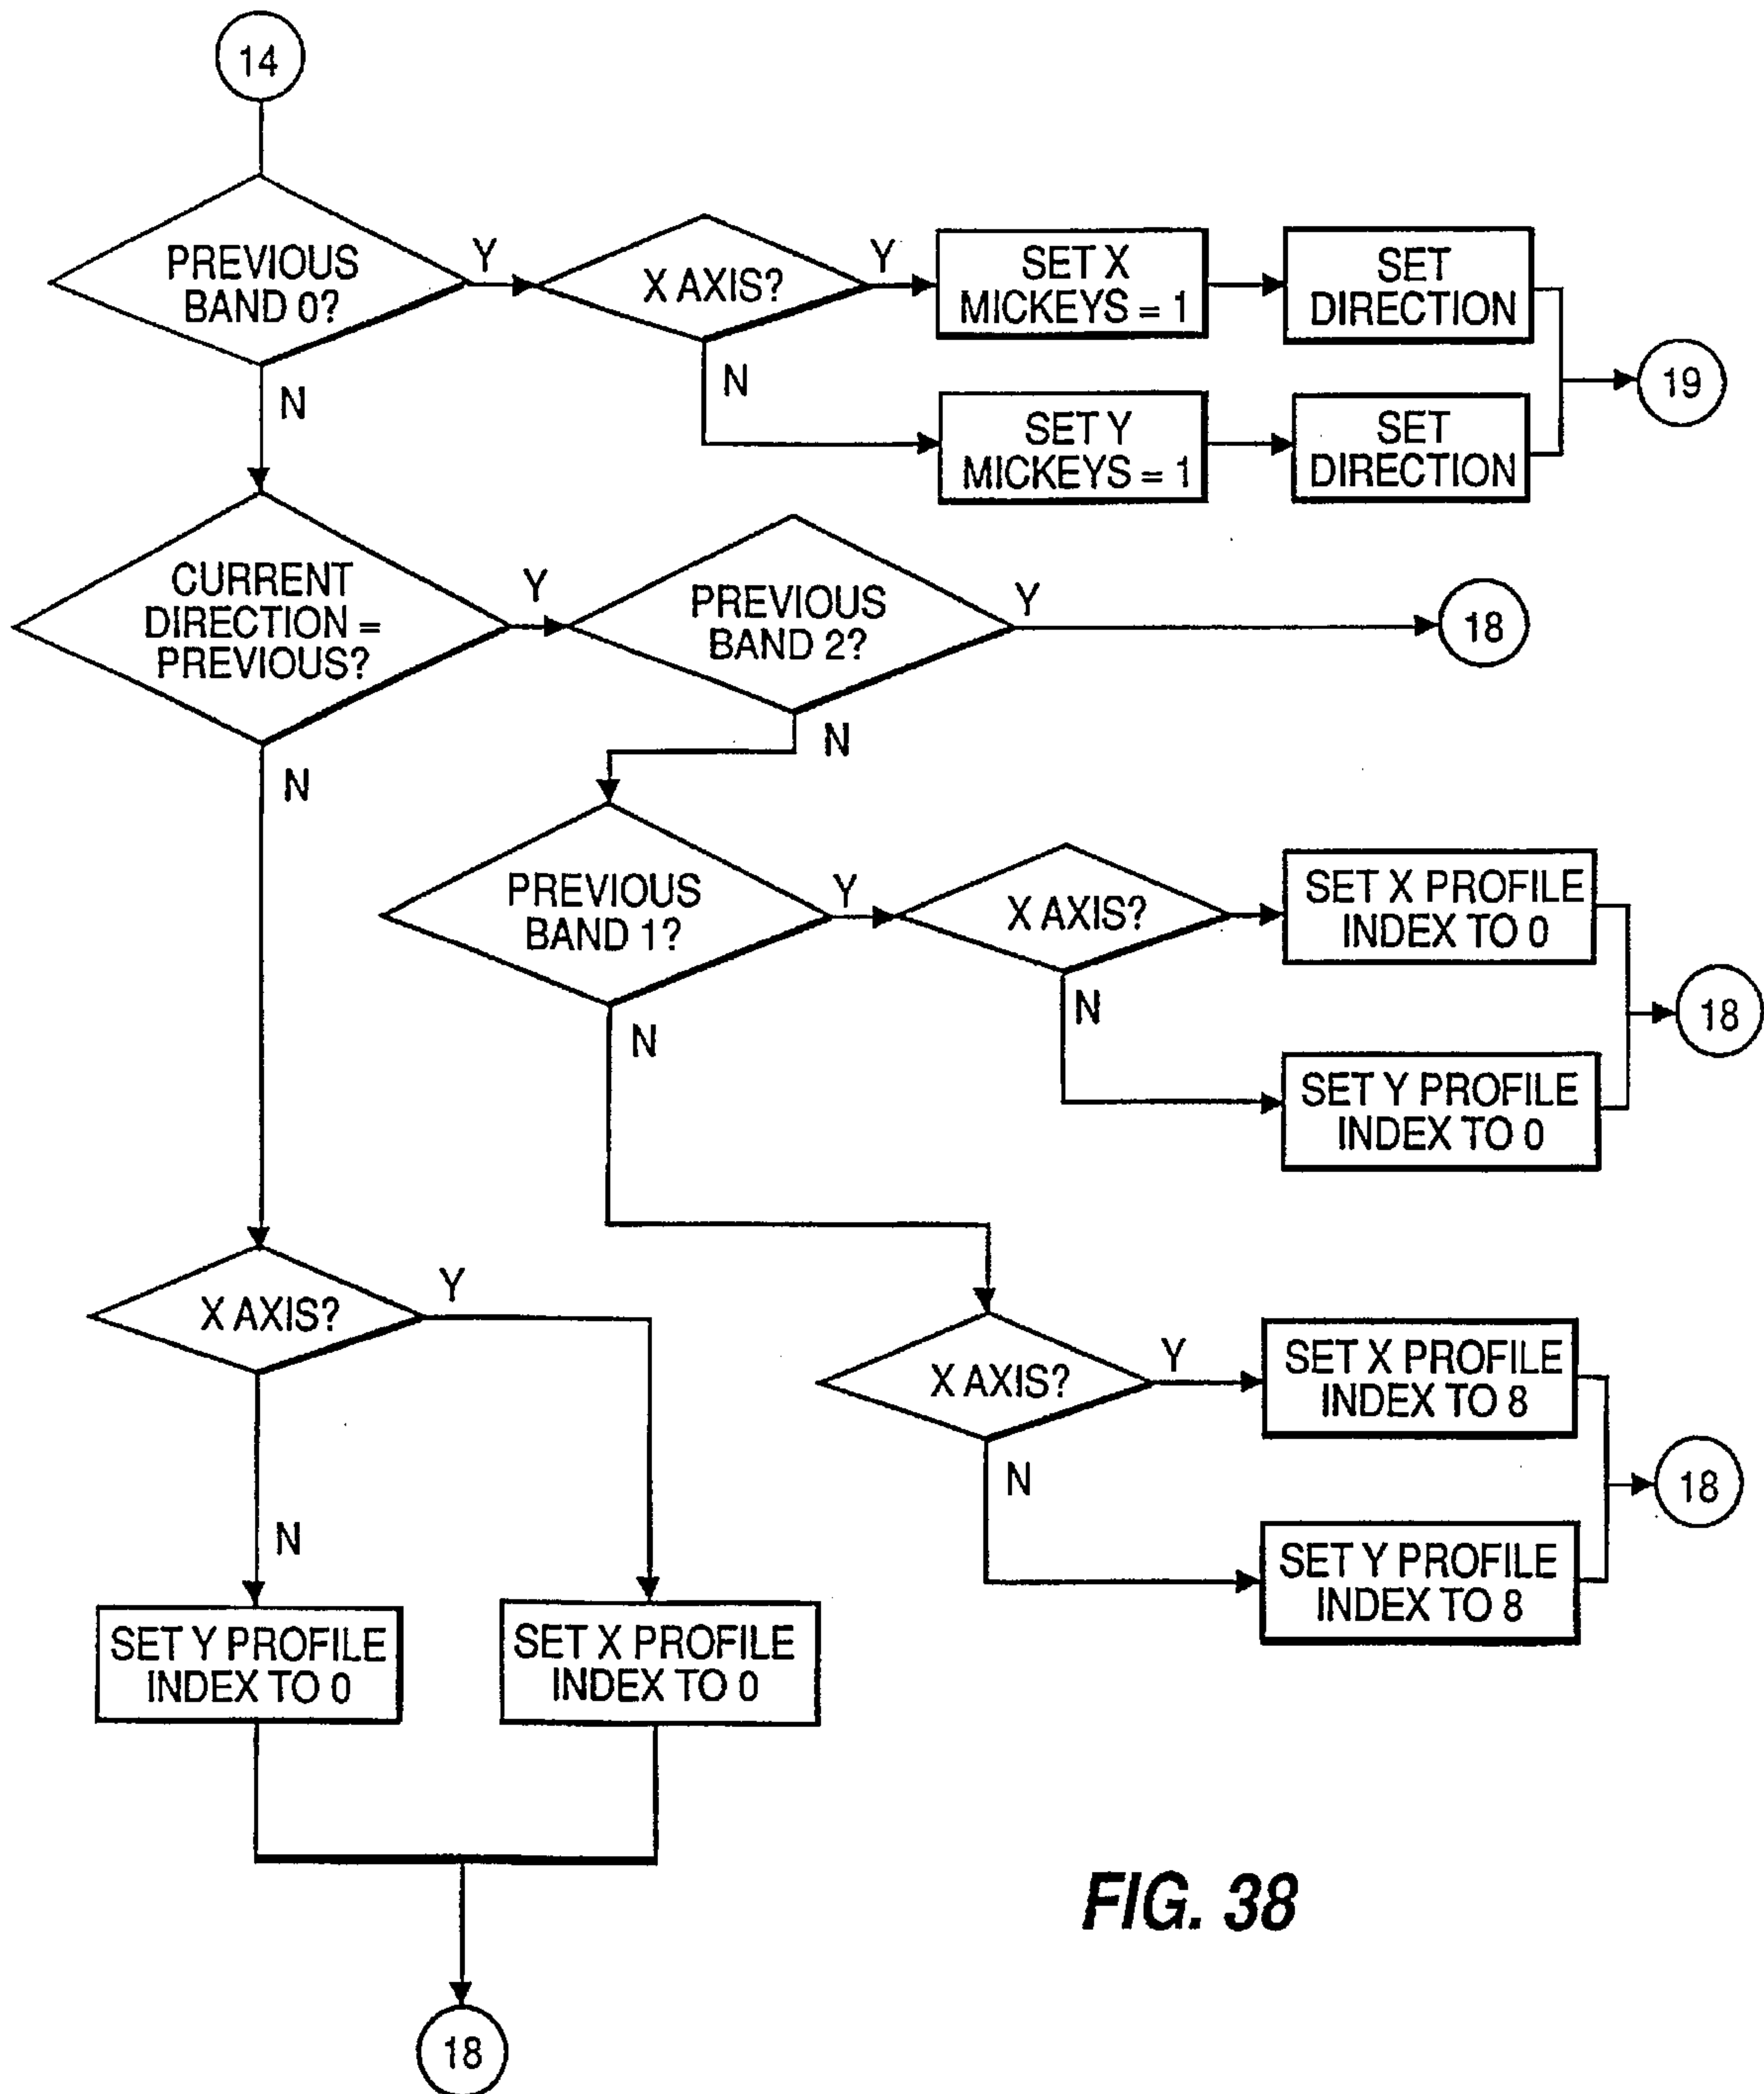 14
PREVIOUS
BAND 0?
Y
X AXIS?
Y
SET X
MICKEYS = 1
SET
DIRECTION
N
N
SET Y
MICKEYS = 1
SET
DIRECTION
19
CURRENT
DIRECTION =
PREVIOUS?
Y
PREVIOUS
BAND 2?
Y
18
N
N
PREVIOUS
BAND 1?
Y
X AXIS?
SET X PROFILE
INDEX TO 0
N
N
SET Y PROFILE
INDEX TO 0
18
X AXIS?
Y
X AXIS?
Y
SET X PROFILE
INDEX TO 8
N
N
SET Y PROFILE
INDEX TO 8
18
SET Y PROFILE
INDEX TO 0
SET X PROFILE
INDEX TO 0
18
FIG. 38